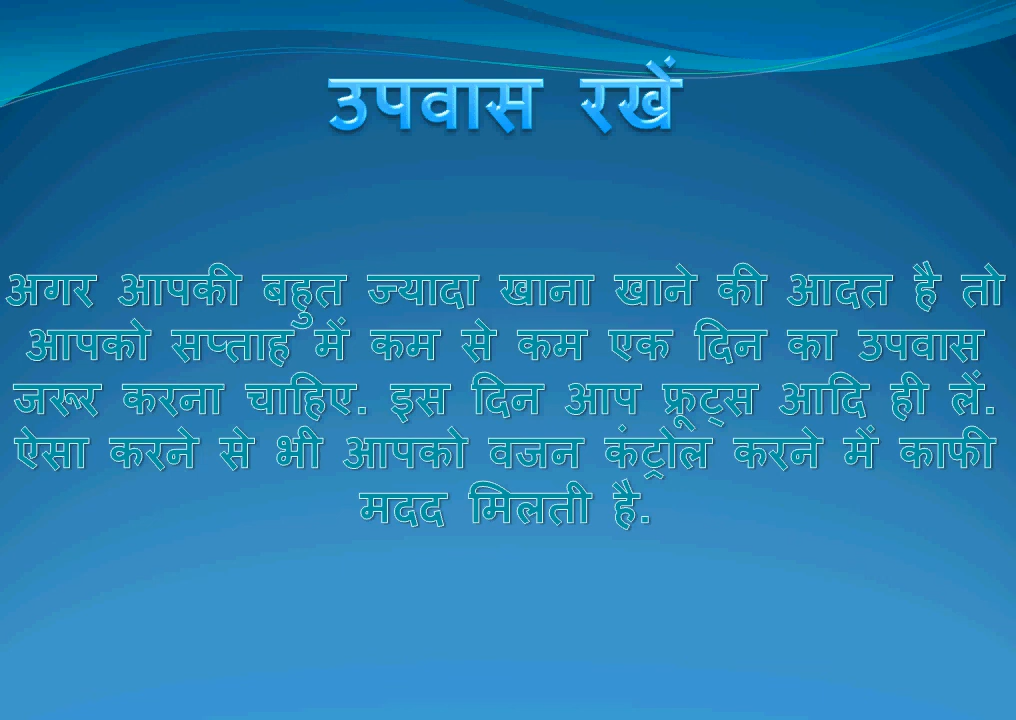 उपवास रखें
अगर आपकी बहुत ज्यादा खाना खाने की आदत है तो
आपको सप्ताह में कम से कम एक दिन का उपवास
जरूर करना चाहिए. इस दिन आप फ्रूट्स आदि ही लें.
ऐसा करने से भी आपको वजन कंट्रोल करने में काफी
मदद मिलती है.